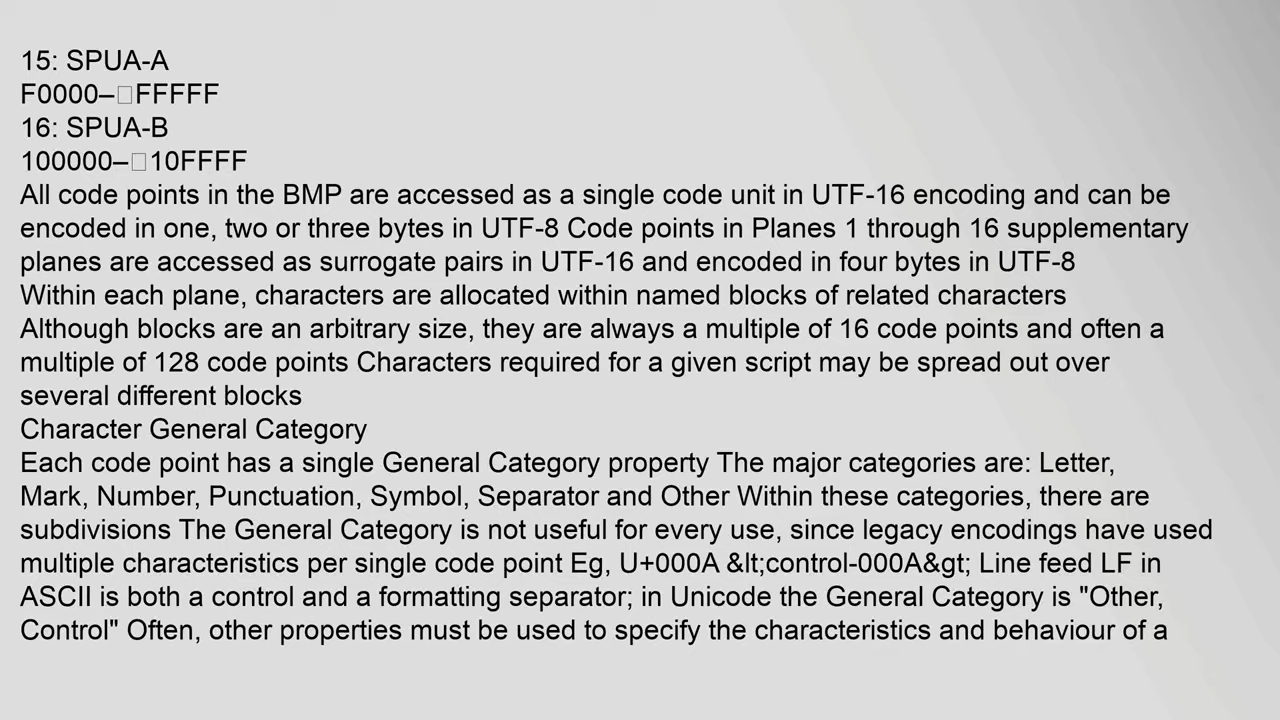 15: SPUA-A
F0000–□FFFFF
16: SPUA-B
100000–□10FFFF
All code points in the BMP are accessed as a single code unit in UTF-16 encoding and can be
encoded in one, two or three bytes in UTF-8 Code points in Planes 1 through 16 supplementary
planes are accessed as surrogate pairs in UTF-16 and encoded in four bytes in UTF-8
Within each plane, characters are allocated within named blocks of related characters
Although blocks are an arbitrary size, they are always a multiple of 16 code points and often a
multiple of 128 code points Characters required for a given script may be spread out over
several different blocks
Character General Category
Each code point has a single General Category property The major categories are: Letter,
Mark, Number, Punctuation, Symbol, Separator and Other Within these categories, there are
subdivisions The General Category is not useful for every use, since legacy encodings have used
multiple characteristics per single code point Eg, U+000A &lt;control-000A&gt; Line feed LF in
ASCII is both a control and a formatting separator; in Unicode the General Category is "Other,
Control" Often, other properties must be used to specify the characteristics and behaviour of a